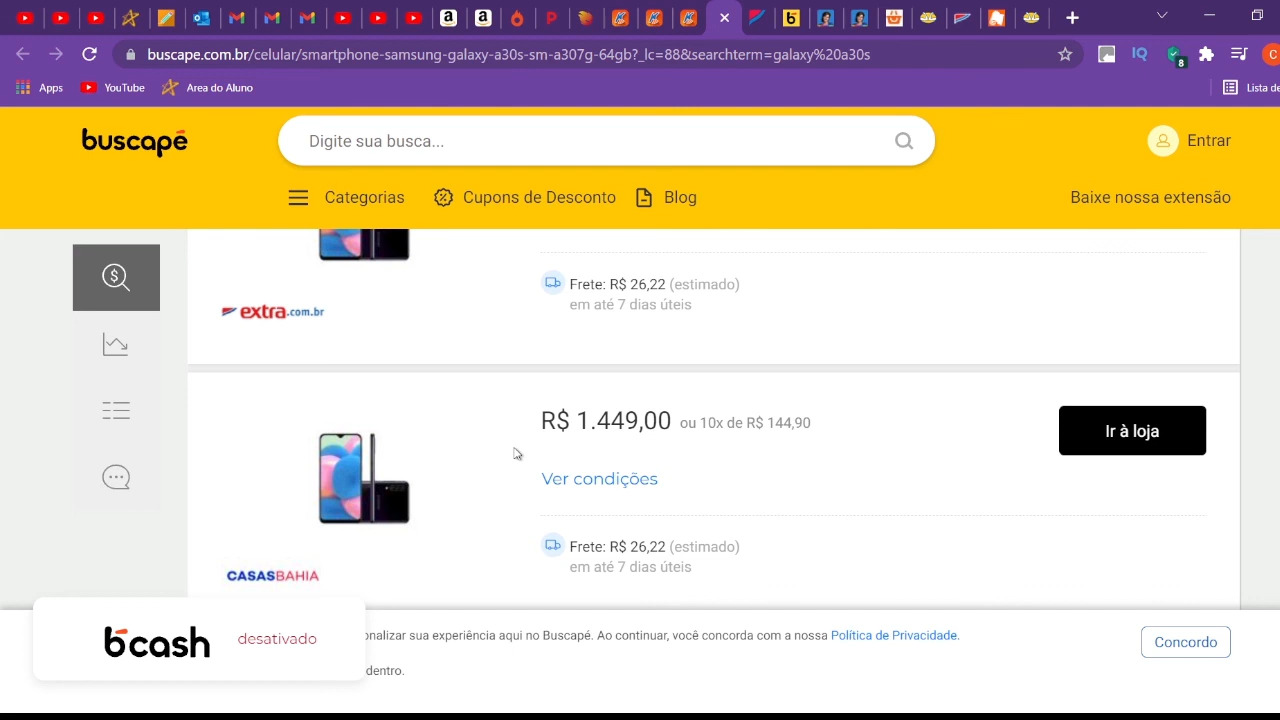 buscape.com.br/celular/smartphone-samsung-galaxy-a30s-sm-a307g-64gb?_lc=88&searchterm=galaxy%20a30s
IQ
8
Apps
YouTube
Area do Aluno
Lista de
buscapé
Digite sua busca...
Entrar
Categorias
Cupons de Desconto
Blog
Baixe nossa extensão
Frete: R$ 26,22 (estimado)
em até 7 dias úteis
extra.com.br
R$ 1.449,00 ou 10x de R$ 144,90
Ir à loja
Ver condições
Frete: R$ 26,22 (estimado)
em até 7 dias úteis
CASASBAHIA
bcash desativado
onalizar sua experiência aqui no Buscapé. Ao continuar, você concorda com a nossa Política de Privacidade.
Concordo
dentro.